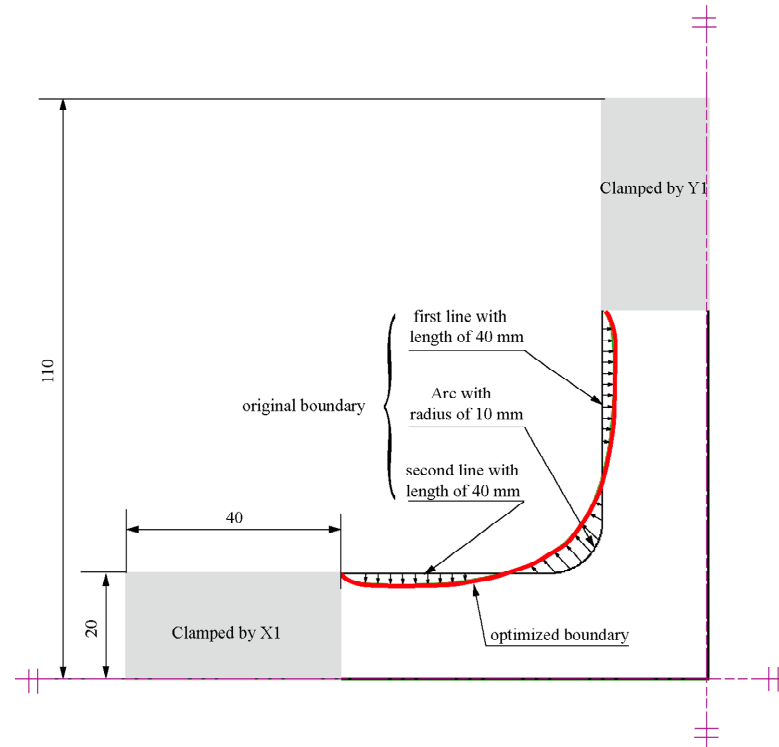 Clamped by Y1
first line with
length of 40 mm
110
Arc with
radius of 10 mm
original boundary
second line with
length of 40 mm
40
20
Clamped by X1
optimized boundary